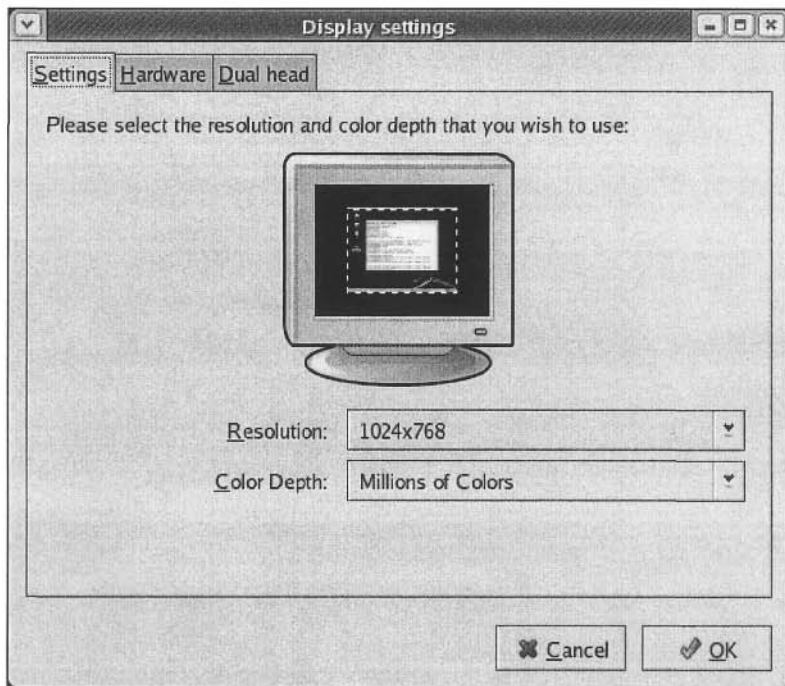 Display settings
Settings Hardware Dual head
Please select the resolution and color depth that you wish to use:
Resolution: 1024x768
Color Depth: Millions of Colors
Cancel OK